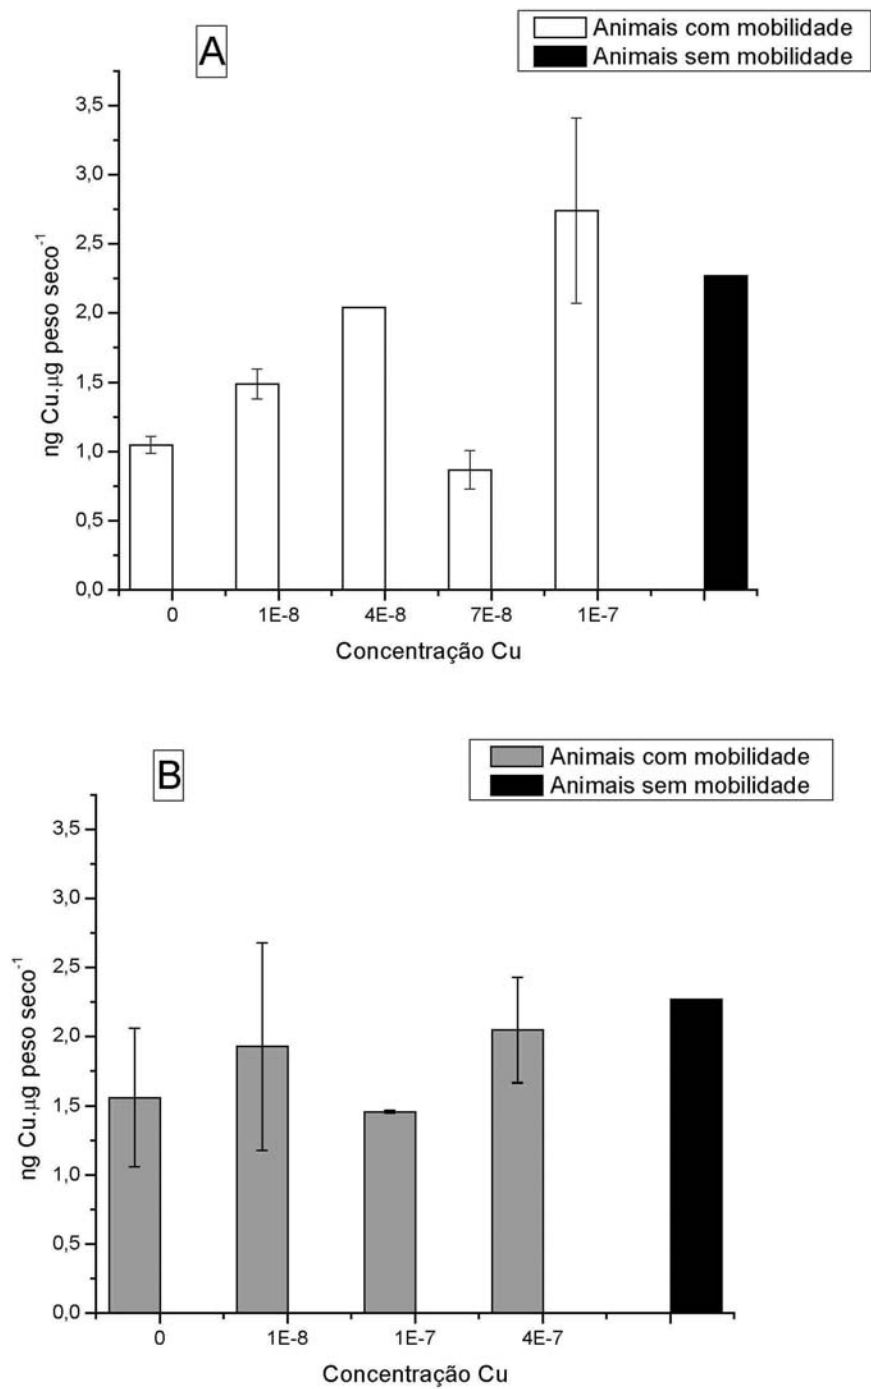 A
Animais com mobilidade
Animais sem mobilidade
3,5
3,0
2,5
2,0
1,5
1,0
0,5
0,0
ng Cu.µg peso seco⁻¹
0 1E-8 4E-8 7E-8 1E-7
Concentração Cu
B
Animais com mobilidade
Animais sem mobilidade
3,5
3,0
2,5
2,0
1,5
1,0
0,5
0,0
ng Cu.µg peso seco⁻¹
0 1E-8 1E-7 4E-7
Concentração Cu